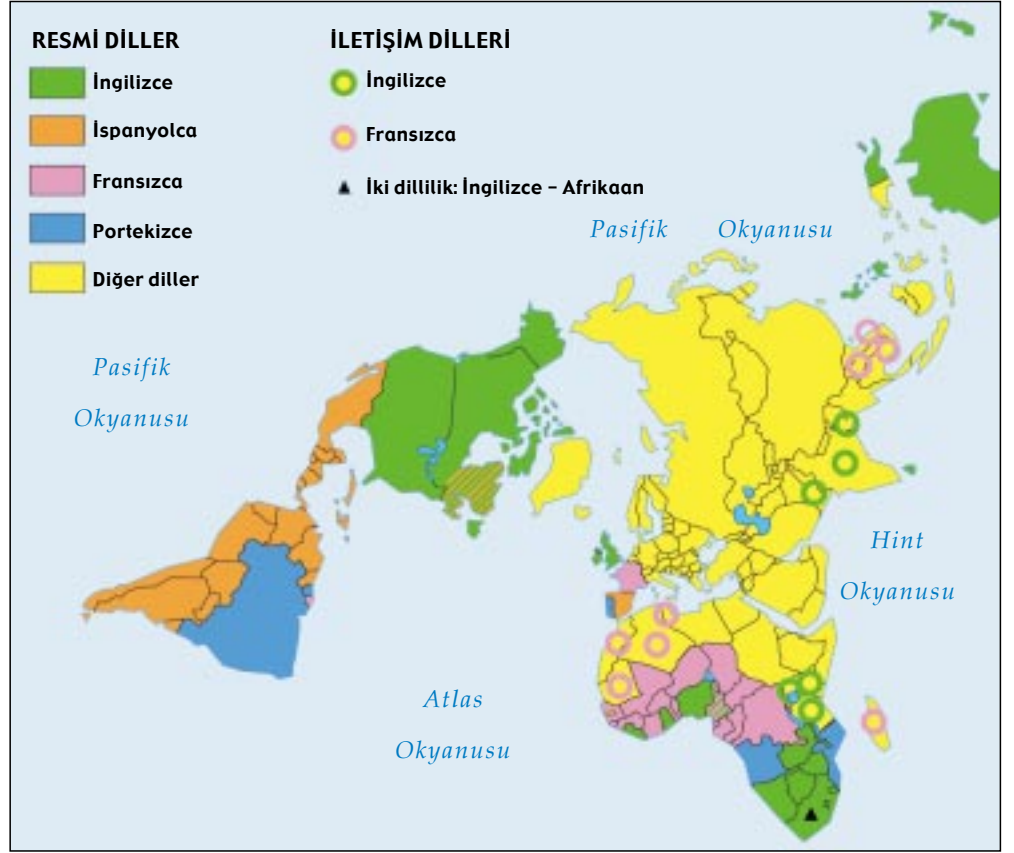 RESMİ DİLLER
İngilizce
İspanyolca
Fransızca
Portekizce
Diğer diller
İLETİŞİM DİLLERİ
İngilizce
Fransızca
İki dillilik: İngilizce – Afrikaan
Pasifik Okyanusu
Pasifik
Okyanusu
Hint
Okyanusu
Atlas
Okyanusu